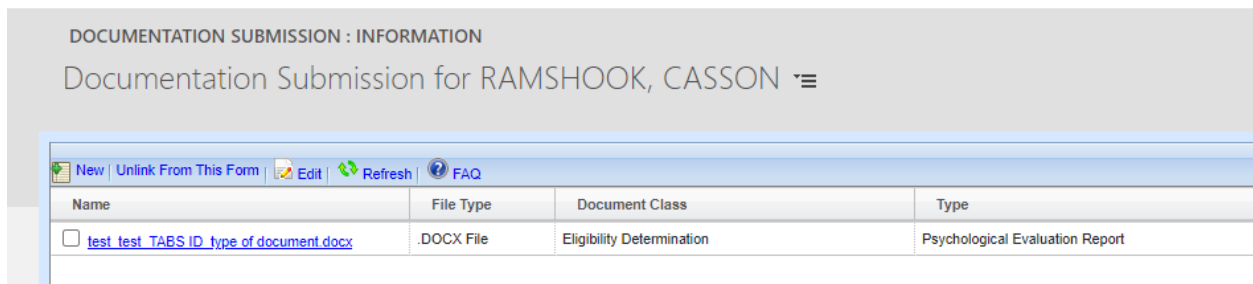 DOCUMENTATION SUBMISSION : INFORMATION
Documentation Submission for RAMSHOOK, CASSON
New | Unlink From This Form | Edit | Refresh | FAQ
Name File Type Document Class Type
test_test_TABS ID_type of document.docx .DOCX File Eligibility Determination Psychological Evaluation Report